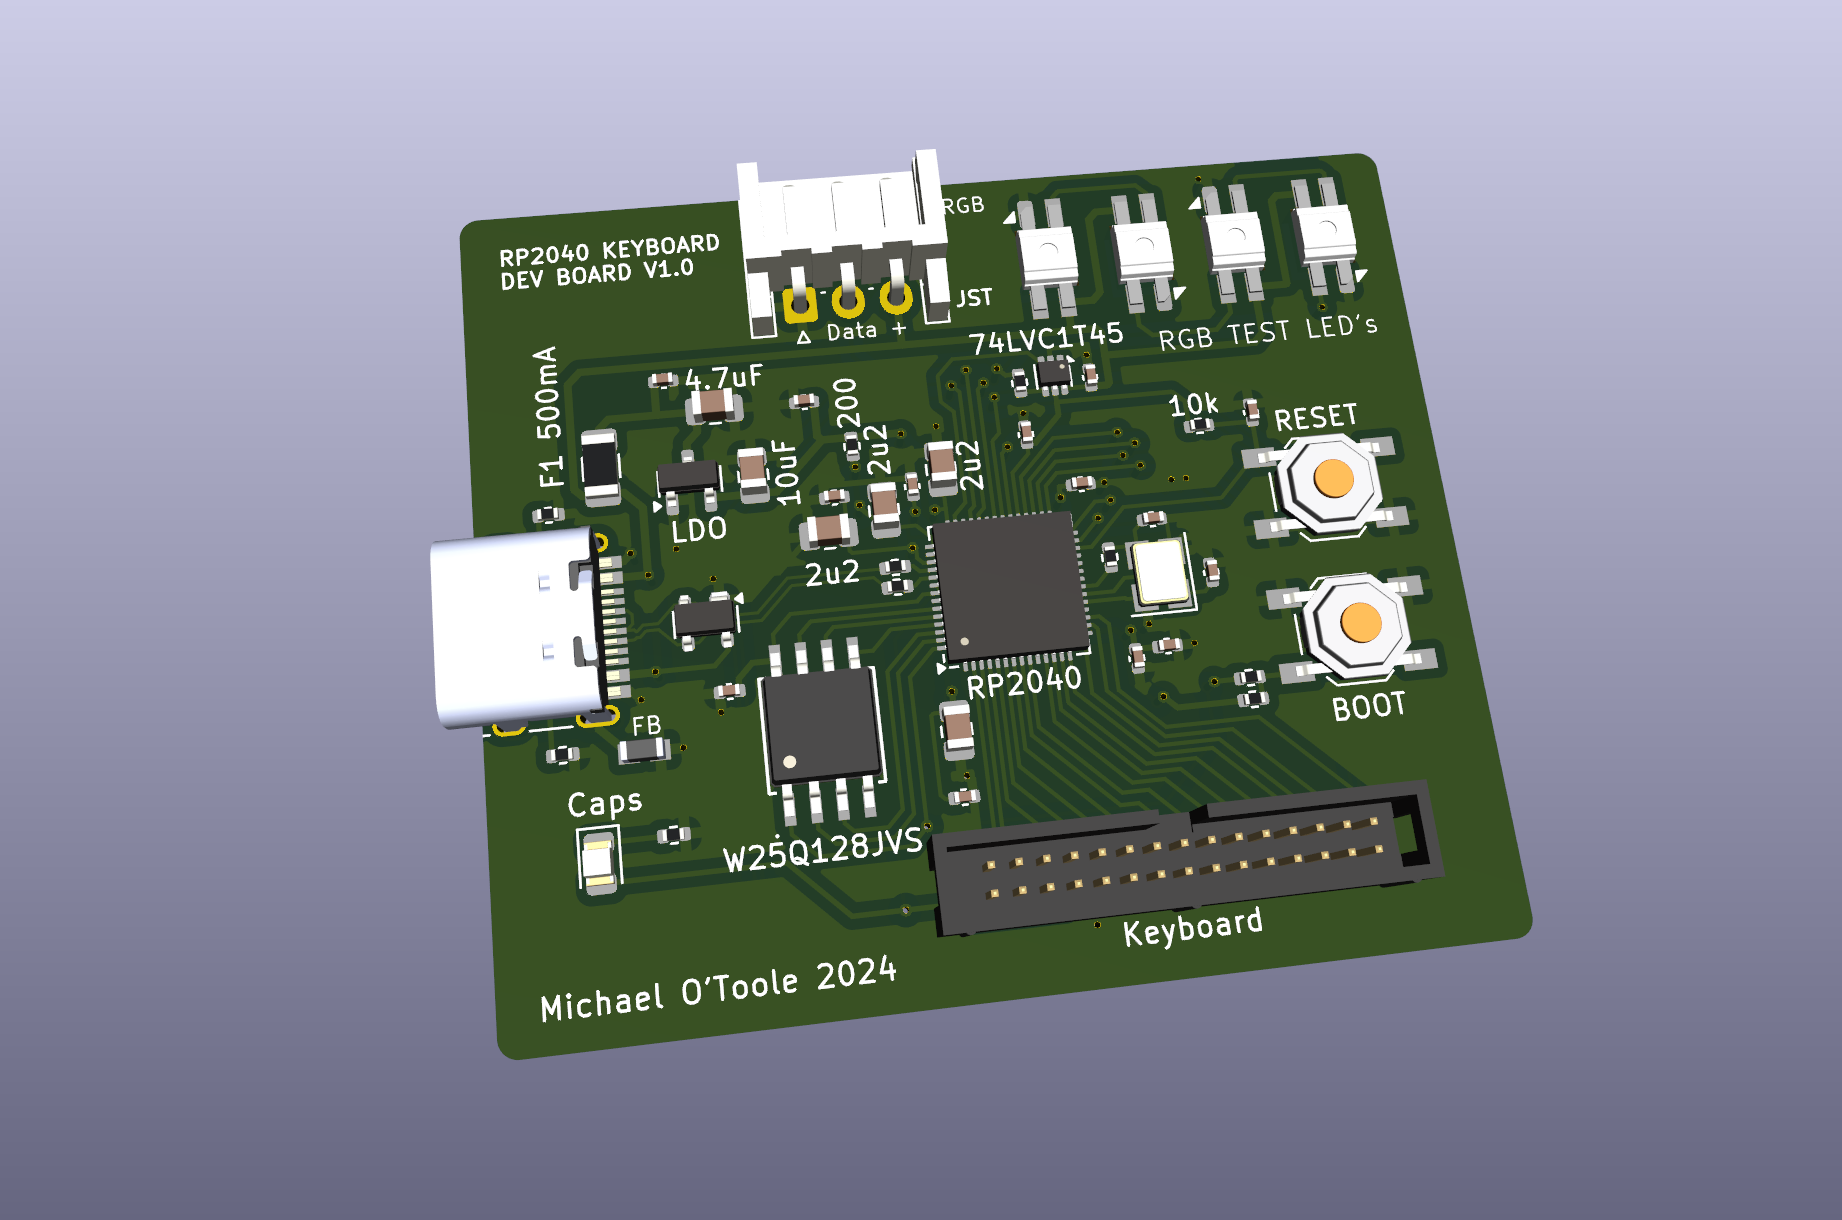 RP2040 KEYBOARD
DEV BOARD V1.0
RGB
JST
Data +
74LVC1T45
RGB TEST LED's
F1 500mA
4.7uF
200
10k
RESET
10uF
2u2
2u2
LDO
2u2
RP2040
BOOT
FB
Caps
W25Q128JVS
Keyboard
Michael O'Toole 2024